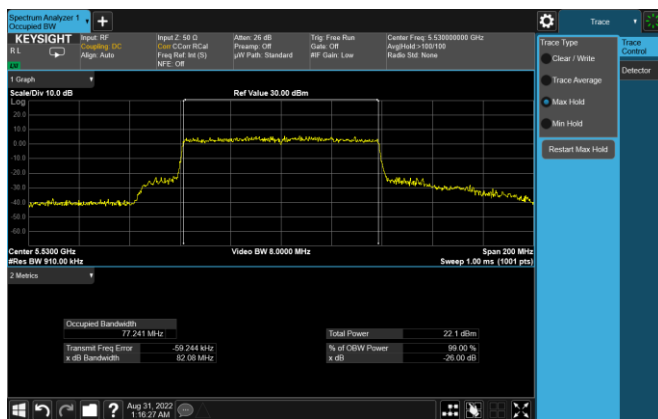 Spectrum Analyzer 1
Occupied BW
Trace
KEYSIGHT
R L
Input: RF
Coupling: DC
Align: Auto
Input Z: 50 Ω
Corr CCorr RCal
Freq Ref: Int (S)
NFE: Off
Atten: 26 dB
Preamp: Off
µW Path: Standard
Trig: Free Run
Gate: Off
#IF Gain: Low
Center Freq: 5.530000000 GHz
Avg|Hold:>100/100
Radio Std: None
Trace Type
Clear / Write
Trace Average
Max Hold
Min Hold
Restart Max Hold
Trace
Control
Detector
1 Graph
Scale/Div 10.0 dB
Ref Value 30.00 dBm
Log
20.0
10.0
0.00
-10.0
-20.0
-30.0
-40.0
-50.0
-60.0
Center 5.5300 GHz
Video BW 8.0000 MHz
Span 200 MHz
#Res BW 910.00 kHz
Sweep 1.00 ms (1001 pts)
2 Metrics
Occupied Bandwidth
77.241 MHz
Total Power 22.1 dBm
Transmit Freq Error -59.244 kHz
% of OBW Power 99.00 %
x dB Bandwidth 82.08 MHz
x dB -26.00 dB
Aug 31, 2022
1:16:27 AM